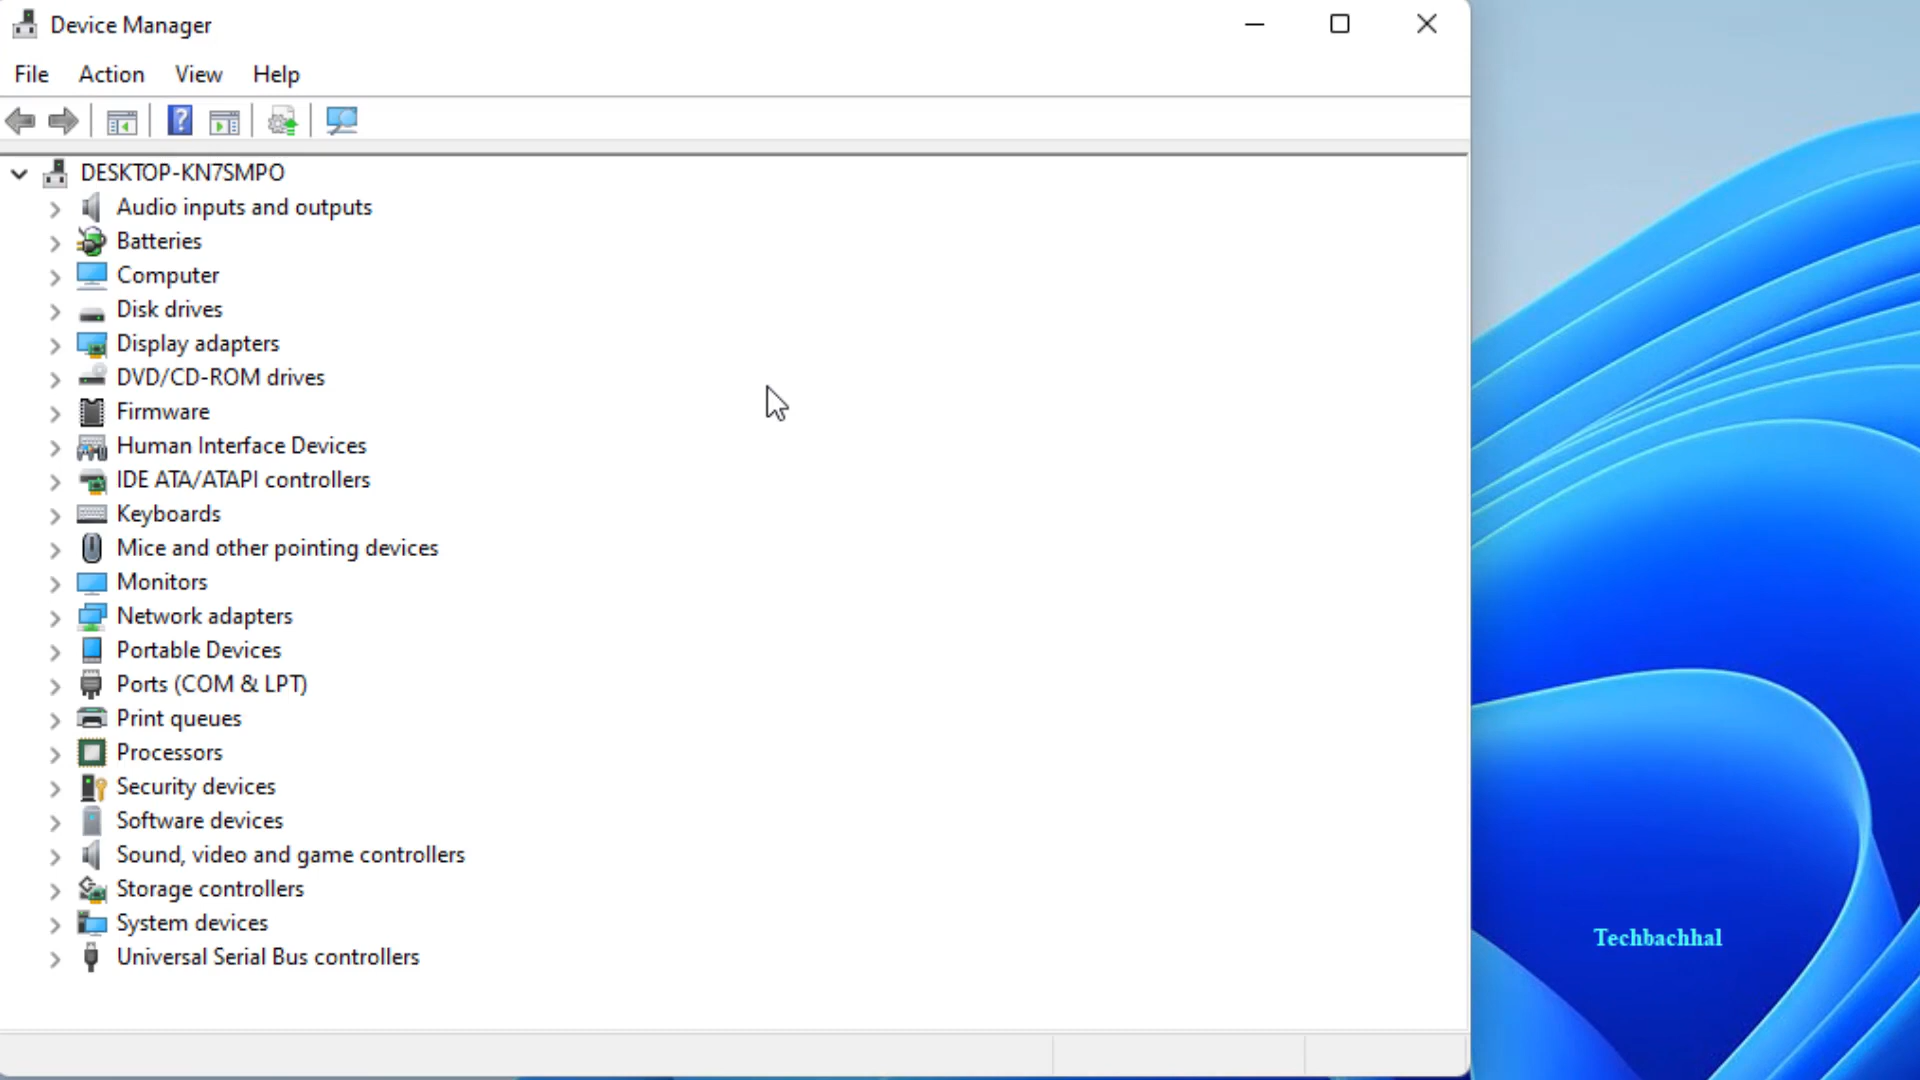 Device Manager
File Action View Help
DESKTOP-KN7SMPO
Audio inputs and outputs
Batteries
Computer
Disk drives
Display adapters
DVD/CD-ROM drives
Firmware
Human Interface Devices
IDE ATA/ATAPI controllers
Keyboards
Mice and other pointing devices
Monitors
Network adapters
Portable Devices
Ports (COM & LPT)
Print queues
Processors
Security devices
Software devices
Sound, video and game controllers
Storage controllers
System devices
Universal Serial Bus controllers
Techbachhal